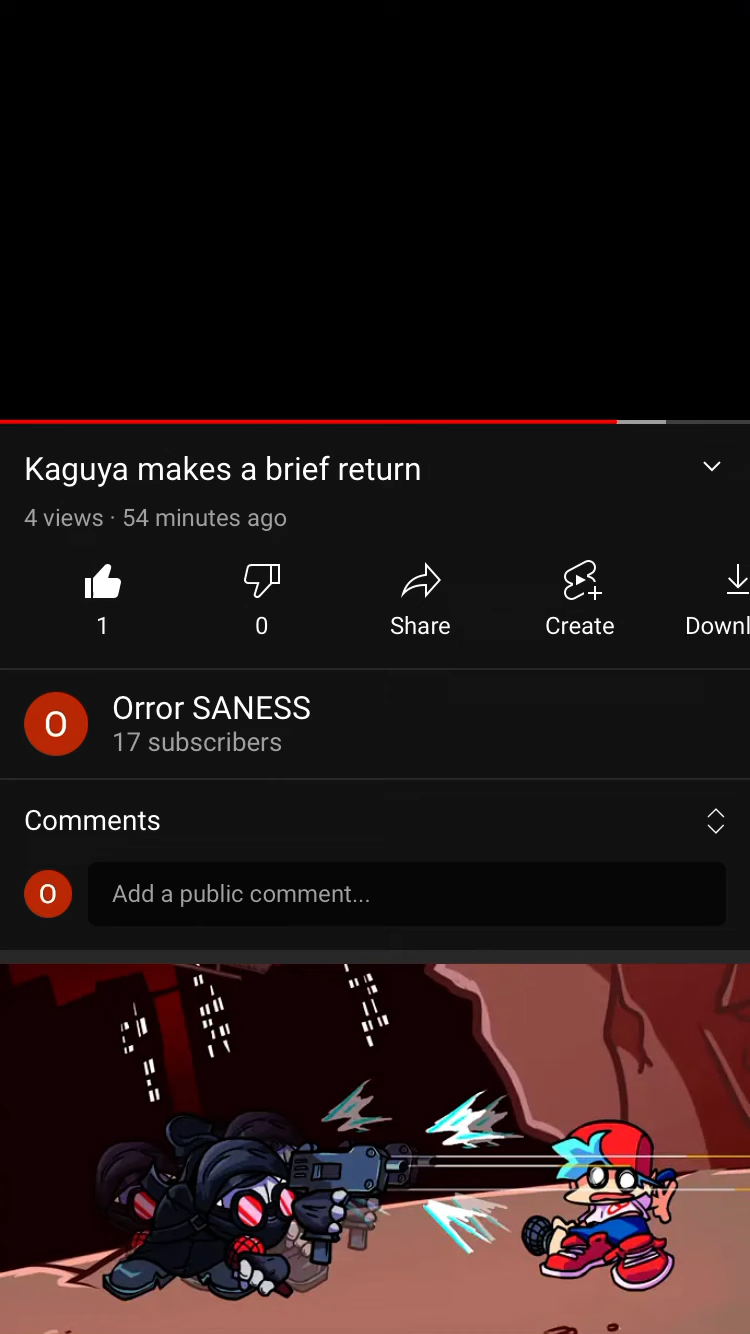 Kaguya makes a brief return
4 views · 54 minutes ago
1
0
Share
Create
Downl
O
Orror SANESS
17 subscribers
Comments
O
Add a public comment...